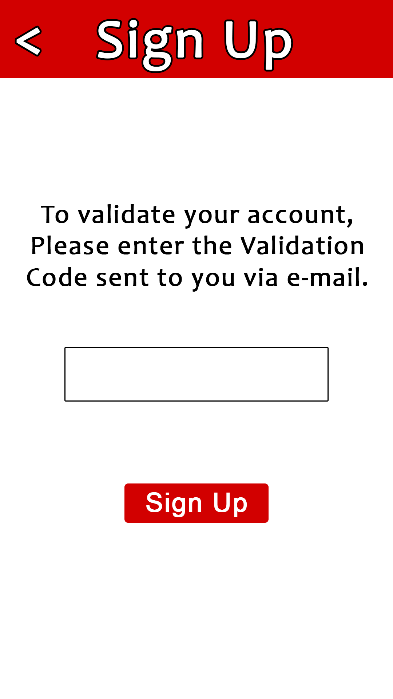 < Sign Up
To validate your account,
Please enter the Validation
Code sent to you via e-mail.
Sign Up